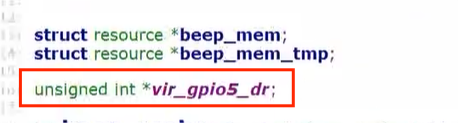 struct resource *beep_mem;
struct resource *beep_mem_tmp;
unsigned int *vir_gpio5_dr;